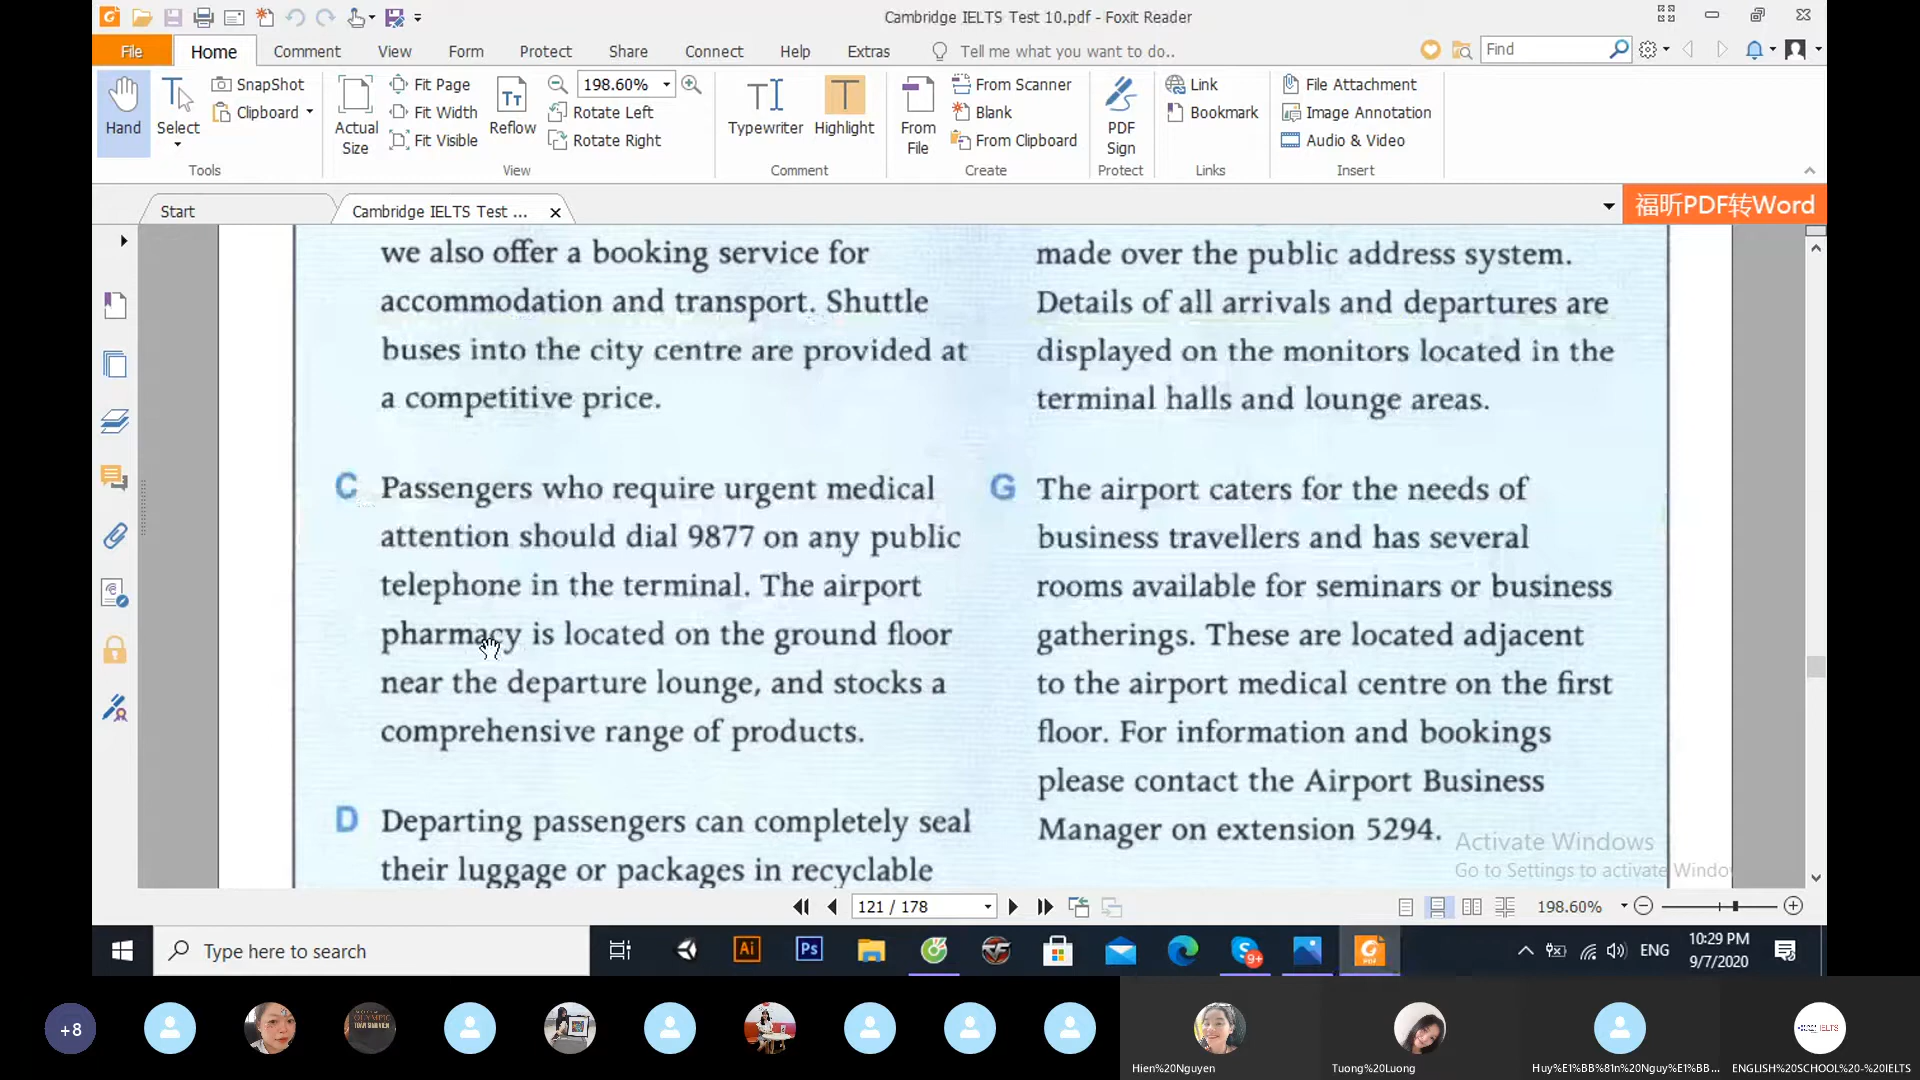 Cambridge IELTS Test 10.pdf - Foxit Reader
File
Home
Comment
View
Form
Protect
Share
Connect
Help
Extras
Tell me what you want to do..
Find
Hand
Select
SnapShot
Clipboard
Tools
Actual
Size
Fit Page
Fit Width
Fit Visible
Reflow
198.60%
Rotate Left
Rotate Right
View
Typewriter
Highlight
Comment
From
File
From Scanner
Blank
From Clipboard
Create
PDF
Sign
Protect
Link
Bookmark
Links
File Attachment
Image Annotation
Audio & Video
Insert
Start
Cambridge IELTS Test ...
福昕PDF转Word
we also offer a booking service for
accommodation and transport. Shuttle
buses into the city centre are provided at
a competitive price.
C Passengers who require urgent medical
attention should dial 9877 on any public
telephone in the terminal. The airport
pharmacy is located on the ground floor
near the departure lounge, and stocks a
comprehensive range of products.
D Departing passengers can completely seal
their luggage or packages in recyclable
made over the public address system.
Details of all arrivals and departures are
displayed on the monitors located in the
terminal halls and lounge areas.
G The airport caters for the needs of
business travellers and has several
rooms available for seminars or business
gatherings. These are located adjacent
to the airport medical centre on the first
floor. For information and bookings
please contact the Airport Business
Manager on extension 5294.
Activate Windows
Go to Settings to activate Windo
121 / 178
198.60%
Type here to search
Ai
Ps
9+
PDF
ENG
10:29 PM
9/7/2020
+8
Hien%20Nguyen
Tuong%20Luong
Huy%E1%BB%81n%20Nguy%E1%BB...
ENGLISH%20SCHOOL%20-%20IELTS